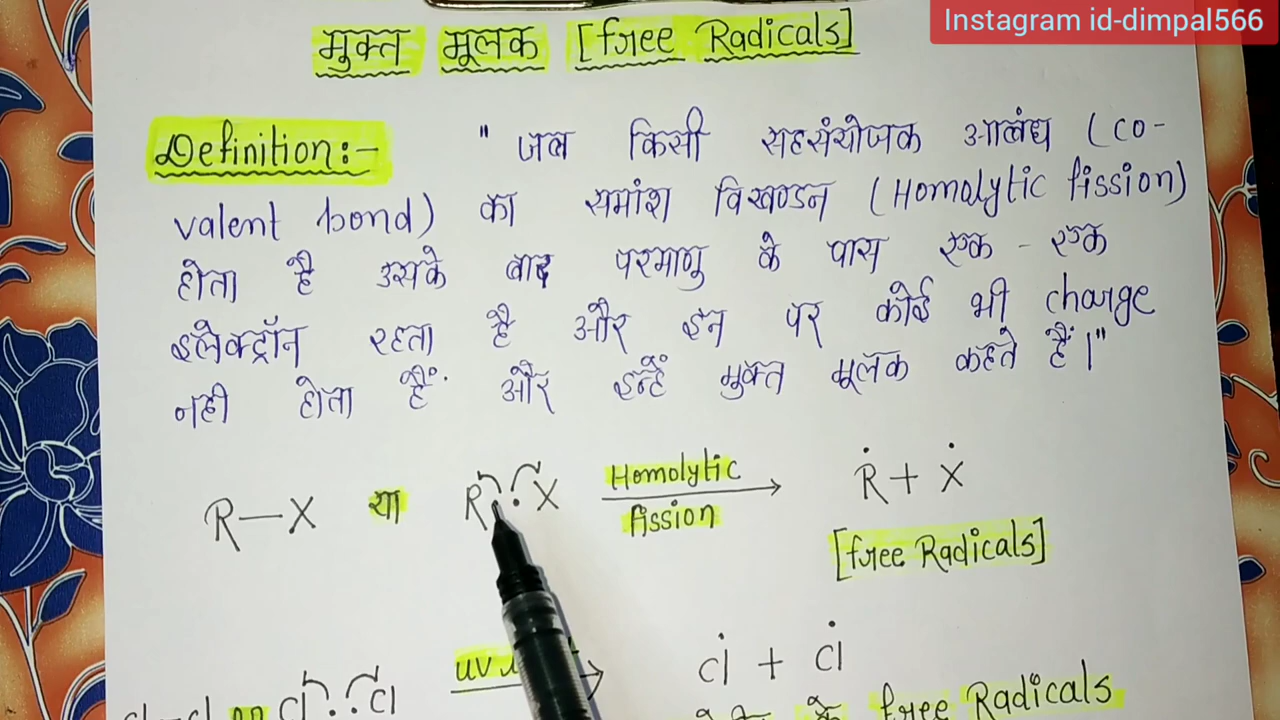 Instagram id-dimpal566
मुक्त मूलक [free Radicals]
Definition:- "जब किसी सहसंयोजक आबंध (co-
valent bond) का समांश विखण्डन (Homolytic fission)
होता है उसके बाद परमाणु के पास एक - एक
इलेक्ट्रॉन रहता है और इन पर कोई भी charge
नही होता हैं. और इन्हें मुक्त मूलक कहते हैं।"
R—X या R : X Homolytic fission → Ṙ + Ẋ
[free Radicals]
uv → Ċl + Ċl
Cl : Cl
free Radicals